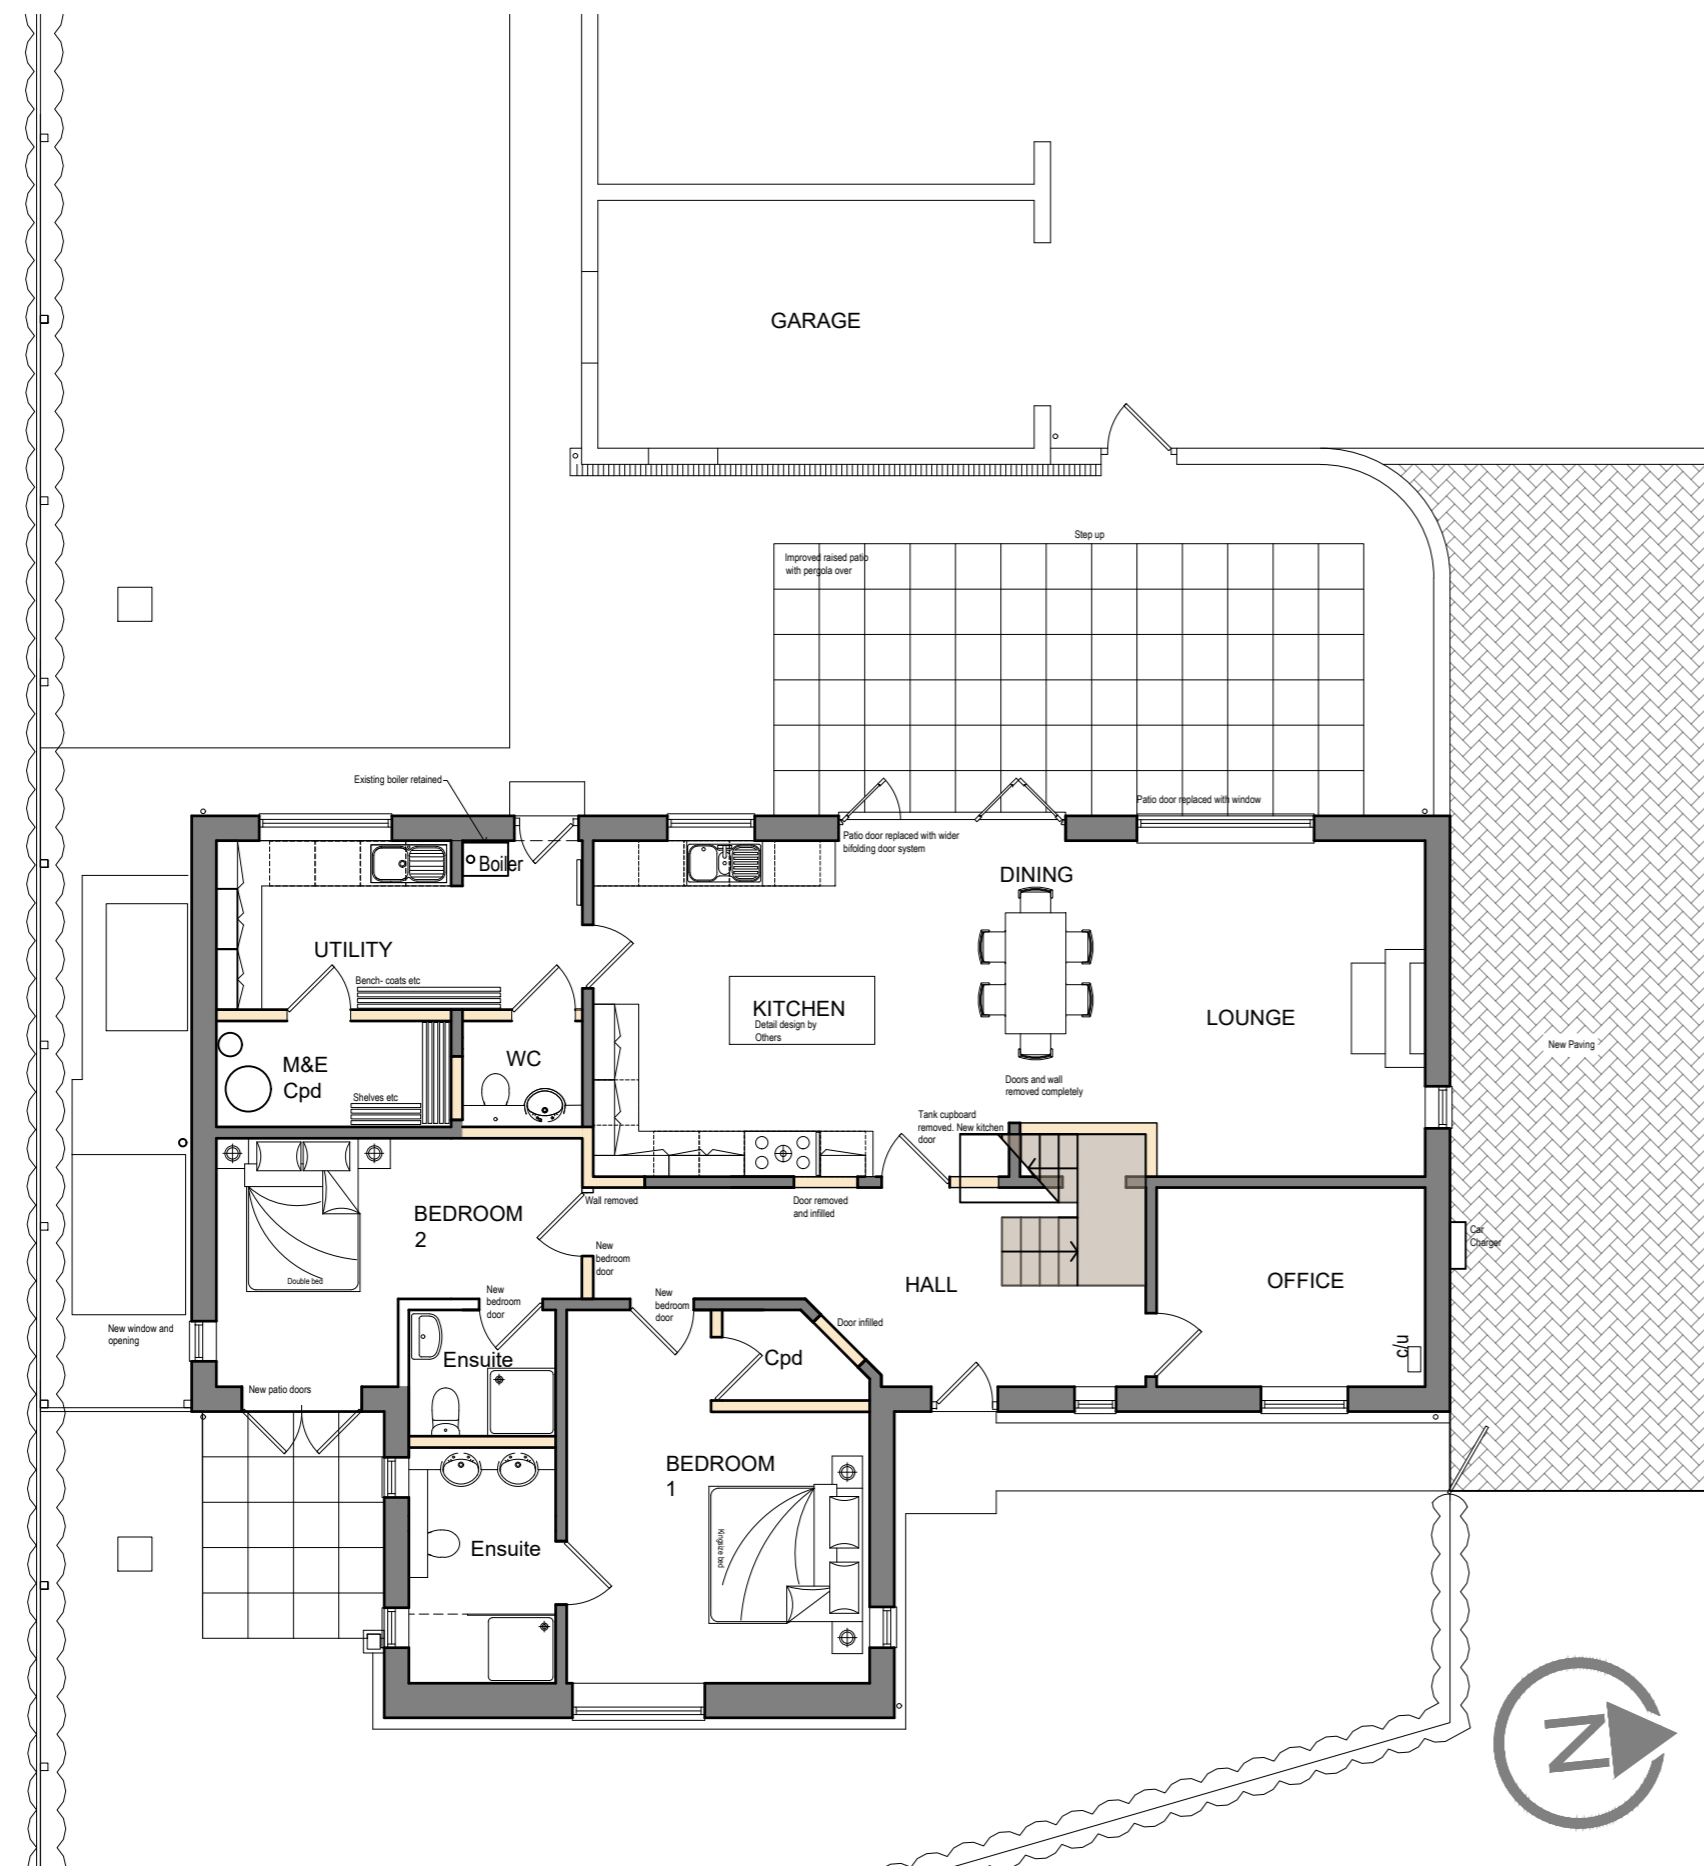 GARAGE
Step up
Improved raised patio
with pergola over
Existing boiler retained
Patio door replaced with window
Patio door replaced with wider
bifolding door system
Boiler
DINING
UTILITY
Bench- coats etc
KITCHEN
Detail design by
Others
LOUNGE
New Paving
M&E
Cpd
WC
Shelves etc
Doors and wall
removed completely
Tank cupboard
removed. New kitchen
door
Wall removed
Door removed
and infilled
BEDROOM
2
Double bed
New
bedroom
door
Car
Charger
HALL
OFFICE
New
bedroom
door
New
bedroom
door
New window and
opening
Door infilled
c/u
Ensuite
Cpd
New patio doors
BEDROOM
1
Kingsize bed
Ensuite
N